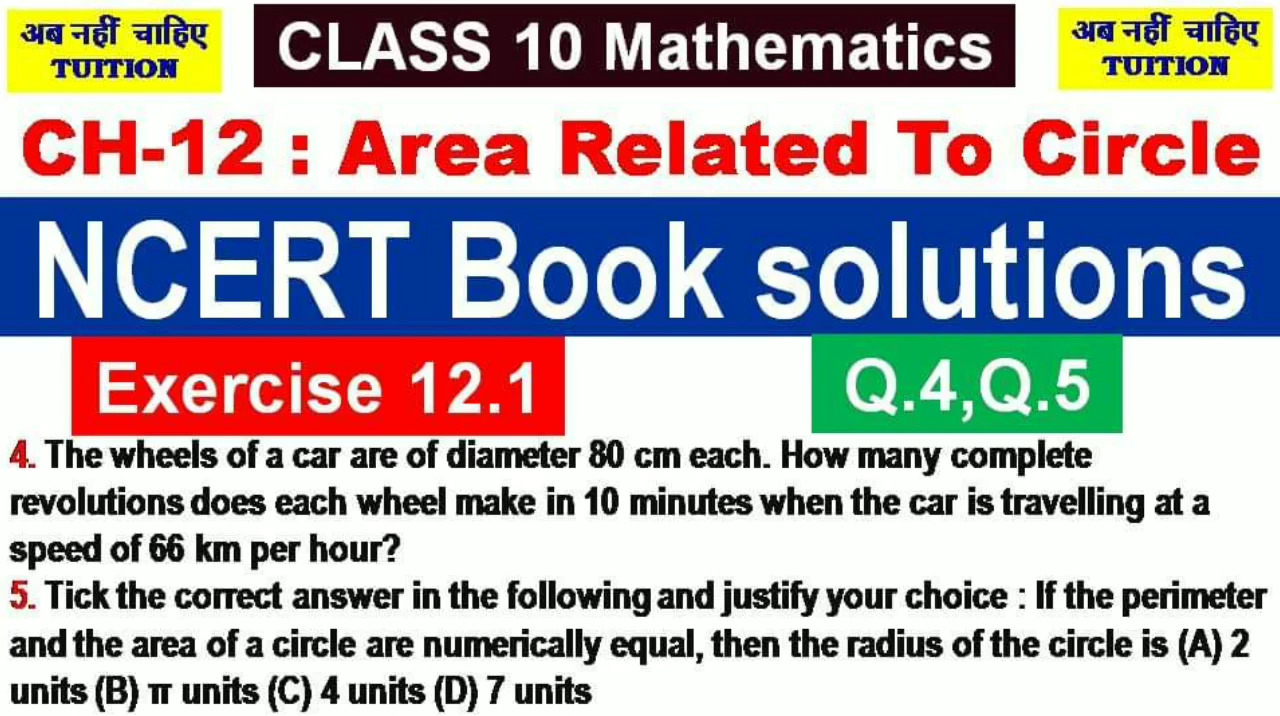 अब नहीं चाहिए
TUITION
CLASS 10 Mathematics
अब नहीं चाहिए
TUITION
CH-12 : Area Related To Circle
NCERT Book solutions
Exercise 12.1
Q.4,Q.5
4. The wheels of a car are of diameter 80 cm each. How many complete
revolutions does each wheel make in 10 minutes when the car is travelling at a
speed of 66 km per hour?
5. Tick the correct answer in the following and justify your choice : If the perimeter
and the area of a circle are numerically equal, then the radius of the circle is (A) 2
units (B) π units (C) 4 units (D) 7 units